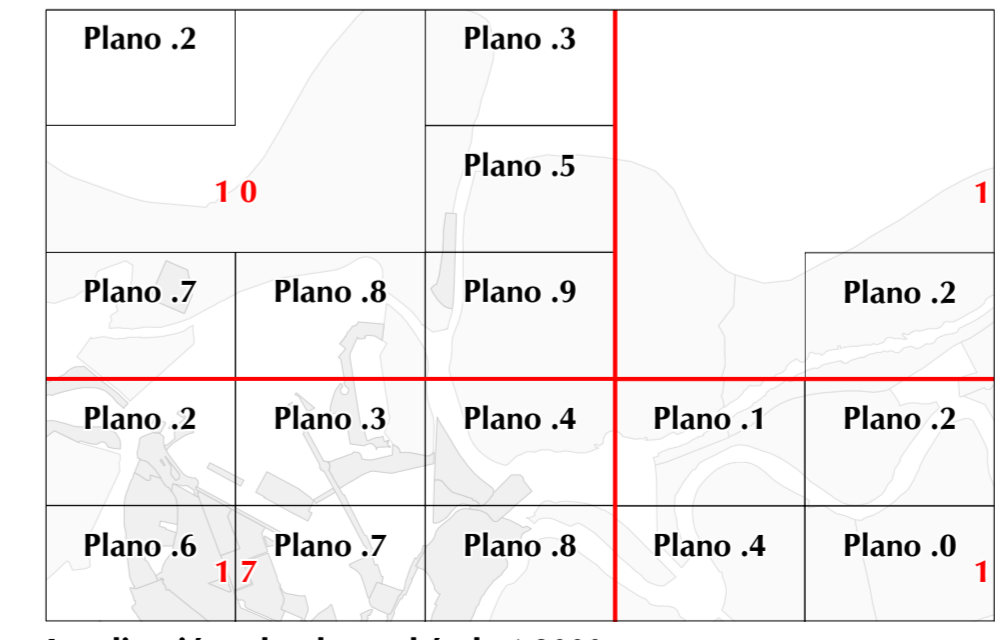 Plano .2 Plano .3
Plano .5
1 0 1
Plano .7 Plano .8 Plano .9 Plano .2
Plano .2 Plano .3 Plano .4 Plano .1 Plano .2
Plano .6 Plano .7 Plano .8 Plano .4 Plano .0
1 7 1